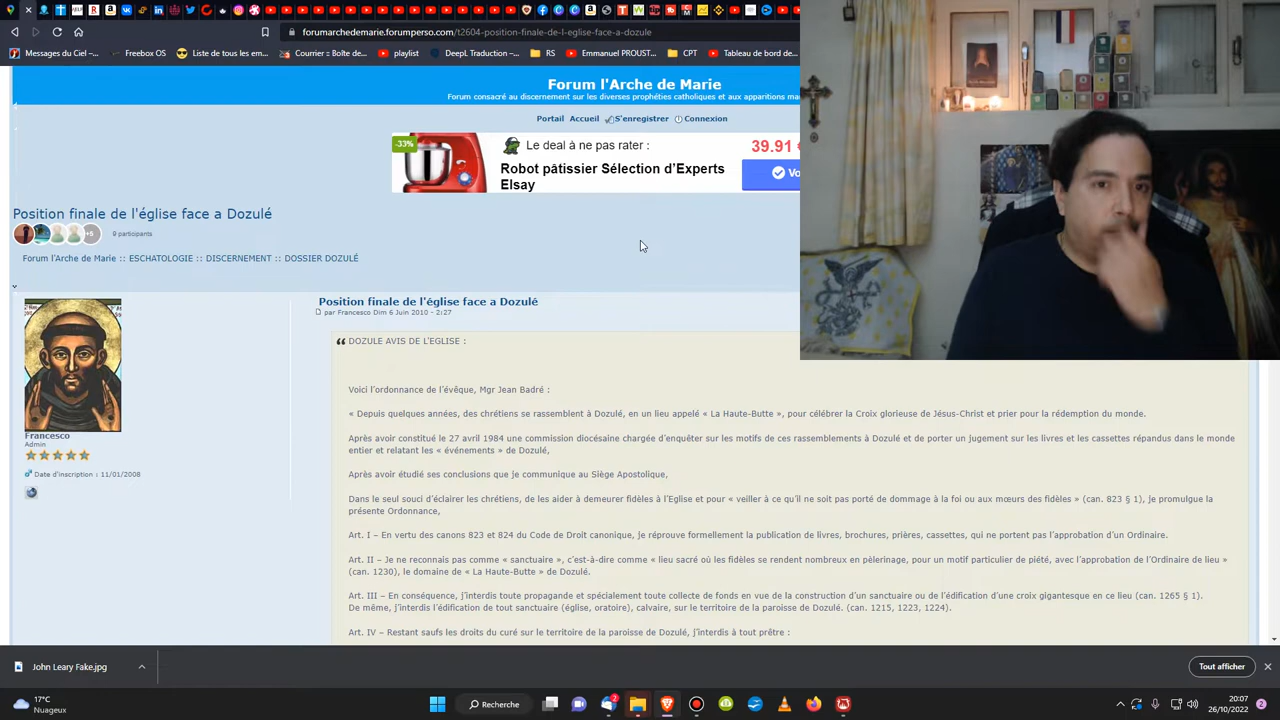 forumarchedemarie.forumperso.com/t2604-position-finale-de-l-eglise-face-a-dozule
Messages du Ciel –... Freebox OS Liste de tous les em... Courrier – Boîte de... playlist DeepL Traduction –... RS Emmanuel PROUST... CPT Tableau de bord de...
Forum l'Arche de Marie
Forum consacré au discernement sur les diverses prophéties catholiques et aux apparitions
Portail Accueil S'enregistrer Connexion
-33% Le deal à ne pas rater : 39.91
Robot pâtissier Sélection d'Experts
Elsay
Position finale de l'église face a Dozulé
9 participants
Forum l'Arche de Marie :: ESCHATOLOGIE :: DISCERNEMENT :: DOSSIER DOZULÉ
Position finale de l'église face a Dozulé
par Francesco Dim 6 Juin 2010 - 2:27
DOZULE AVIS DE L'EGLISE :
Voici l'ordonnance de l'évêque, Mgr Jean Badré :
« Depuis quelques années, des chrétiens se rassemblent à Dozulé, en un lieu appelé « La Haute-Butte », pour célébrer la Croix glorieuse de Jésus-Christ et prier pour la rédemption du monde.
Après avoir constitué le 27 avril 1984 une commission diocésaine chargée d'enquêter sur les motifs de ces rassemblements à Dozulé et de porter un jugement sur les livres et les cassettes répandus dans le monde
entier et relatant les « événements » de Dozulé,
Après avoir étudié ses conclusions que je communique au Siège Apostolique,
Dans le seul souci d'éclairer les chrétiens, de les aider à demeurer fidèles à l'Eglise et pour « veiller à ce qu'il ne soit pas porté de dommage à la foi ou aux mœurs des fidèles » (can. 823 § 1), je promulgue la
présente Ordonnance,
Art. I – En vertu des canons 823 et 824 du Code de Droit canonique, je réprouve formellement la publication de livres, brochures, prières, cassettes, qui ne portent pas l'approbation d'un Ordinaire.
Art. II – Je ne reconnais pas comme « sanctuaire », c'est-à-dire comme « lieu sacré où les fidèles se rendent nombreux en pèlerinage, pour un motif particulier de piété, avec l'approbation de l'Ordinaire de lieu »
(can. 1230), le domaine de « La Haute-Butte » de Dozulé.
Art. III – En conséquence, j'interdis toute propagande et spécialement toute collecte de fonds en vue de la construction d'un sanctuaire ou de l'édification d'une croix gigantesque en ce lieu (can. 1265 § 1).
De même, j'interdis l'édification de tout sanctuaire (église, oratoire), calvaire, sur le territoire de la paroisse de Dozulé. (can. 1215, 1223, 1224).
Art. IV – Restant saufs les droits du curé sur le territoire de la paroisse de Dozulé, j'interdis à tout prêtre :
Francesco
Admin
Date d'inscription : 11/01/2008
John Leary Fake.jpg
Tout afficher
17°C
Nuageux
Recherche
20:07
26/10/2022